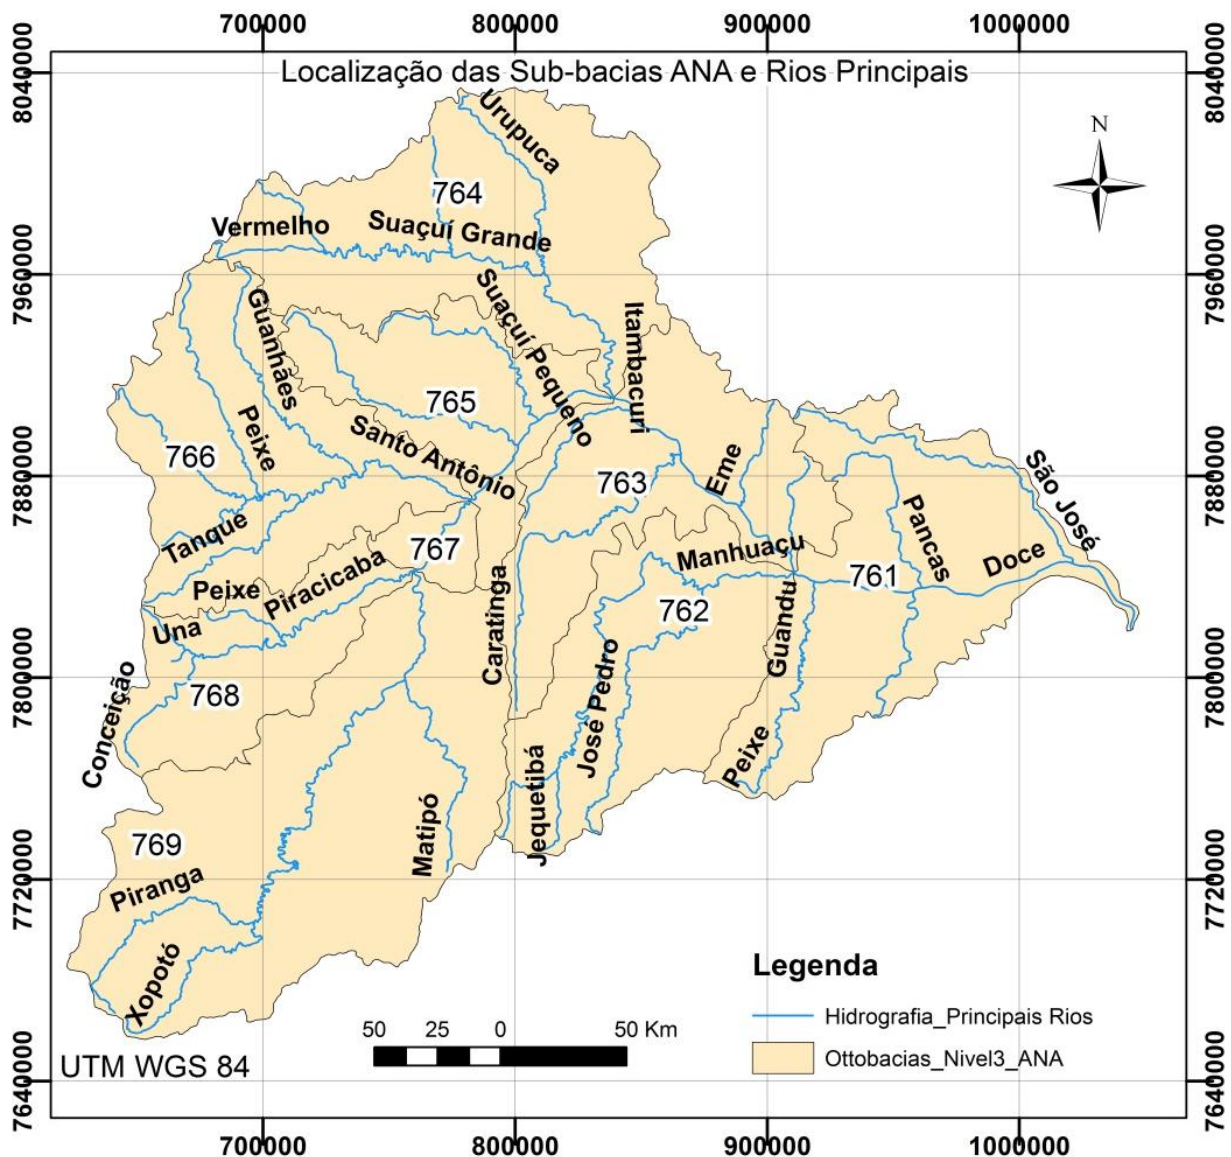 700000 800000 900000 1000000
Localização das Sub-bacias ANA e Rios Principais
8040000 8040000
Urupuca
N
764
Vermelho
Suaçuí Grande
7960000 7960000
Guanhães
Suaçuí Pequeno
Itambacuri
Peixe
765
Santo Antônio
766
763
Eme
7880000 7880000
São José
Tanque
767
Manhuaçu
Pancas
Doce
Peixe
Piracicaba
761
762
Una
Caratinga
Guandu
José Pedro
7800000 7800000
Conceição
768
Peixe
Jequetibá
Matipó
769
7720000 7720000
Piranga
Xopotó
Legenda
Hidrografia_Principais Rios
Ottobacias_Nivel3_ANA
50 25 0 50 Km
UTM WGS 84
7640000 7640000
700000 800000 900000 1000000